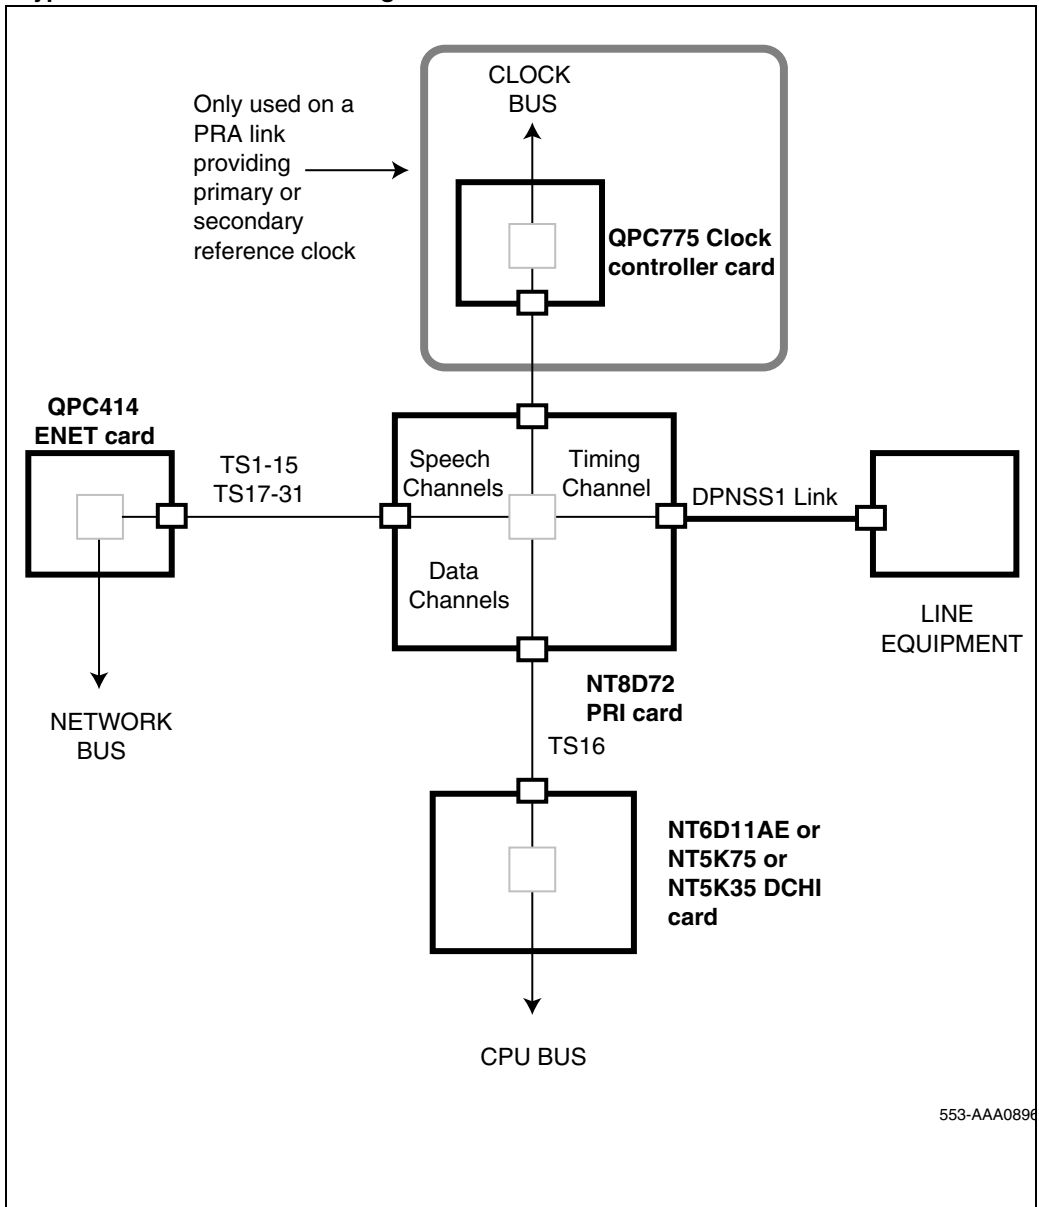 CLOCK
BUS
Only used on a
PRA link
providing
primary or
secondary
reference clock
QPC775 Clock
controller card
QPC414
ENET card
TS1-15
TS17-31
Speech
Channels
Timing
Channel
DPNSS1 Link
Data
Channels
LINE
EQUIPMENT
NT8D72
PRI card
NETWORK
BUS
TS16
NT6D11AE or
NT5K75 or
NT5K35 DCHI
card
CPU BUS
553-AAA0896